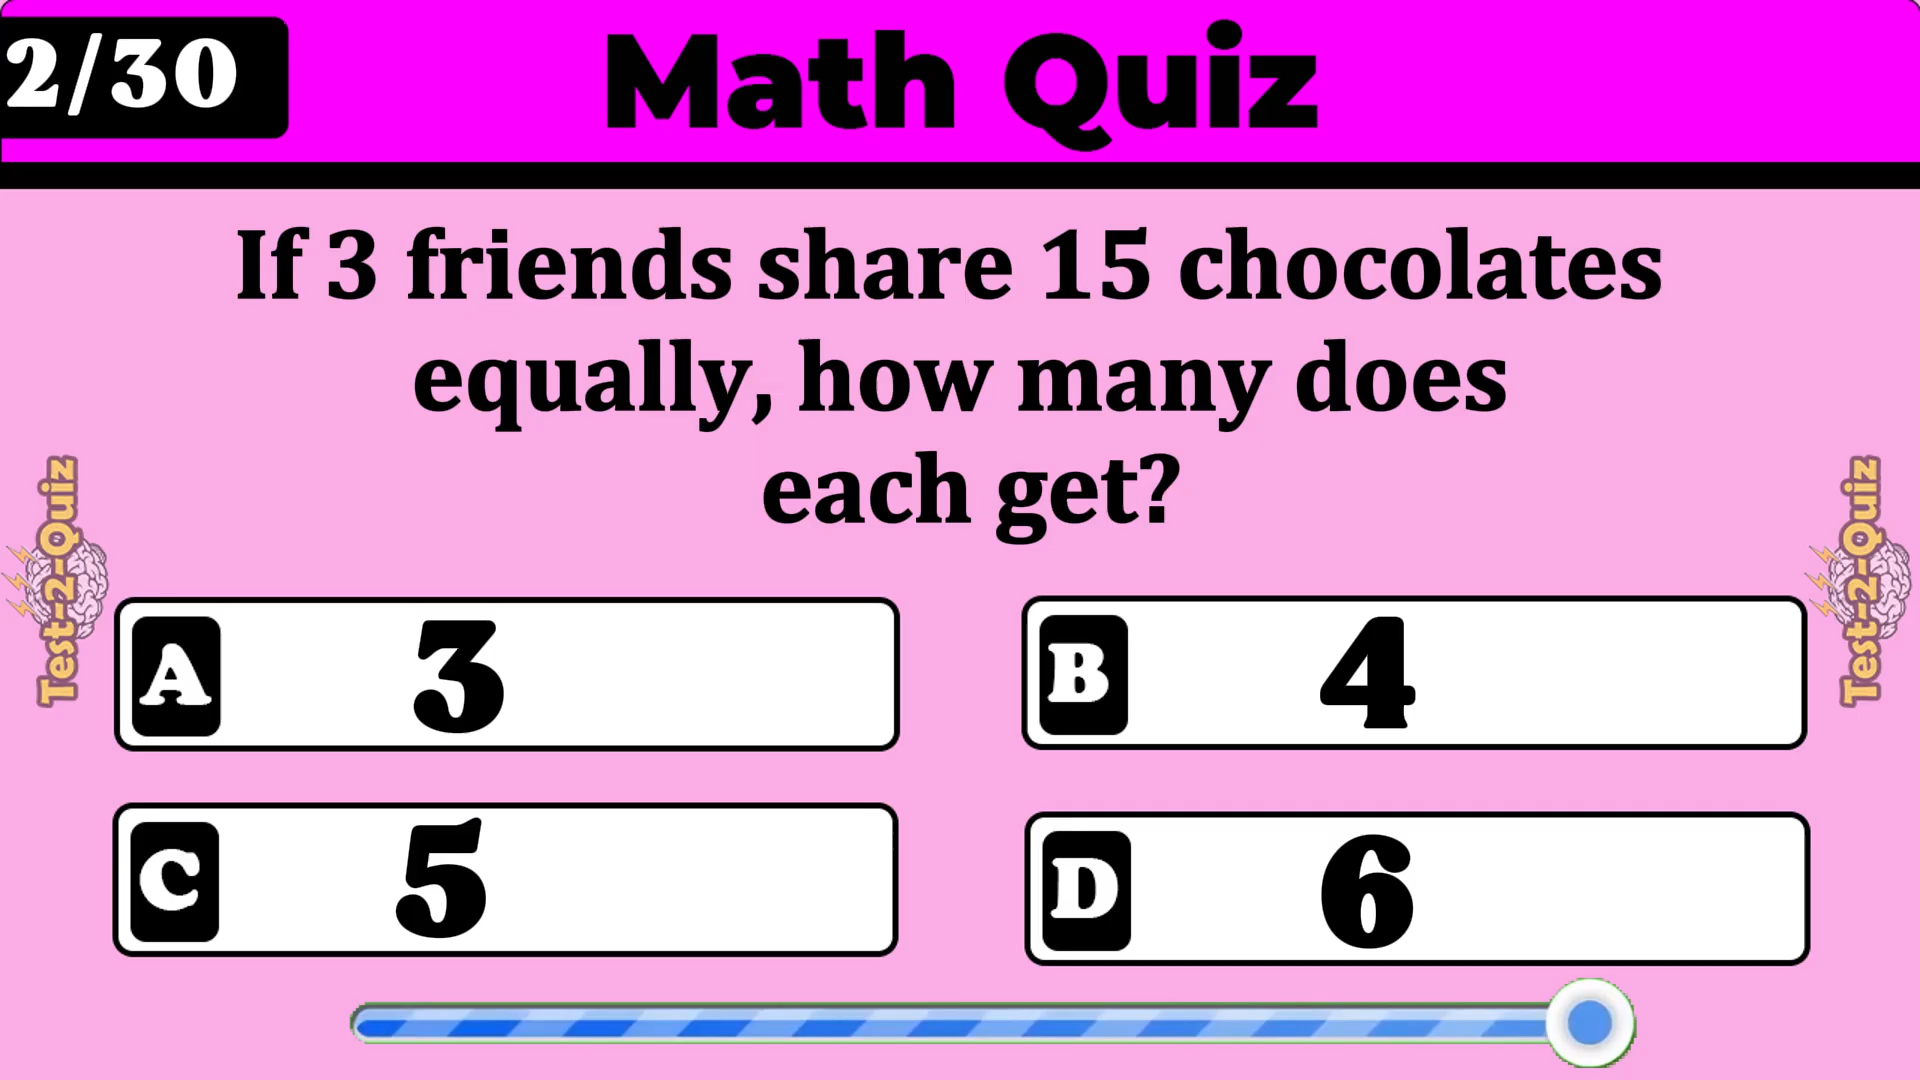 2/30
Math Quiz
If 3 friends share 15 chocolates
equally, how many does
each get?
Test-2-Quiz
Test-2-Quiz
A 3
B 4
C 5
D 6